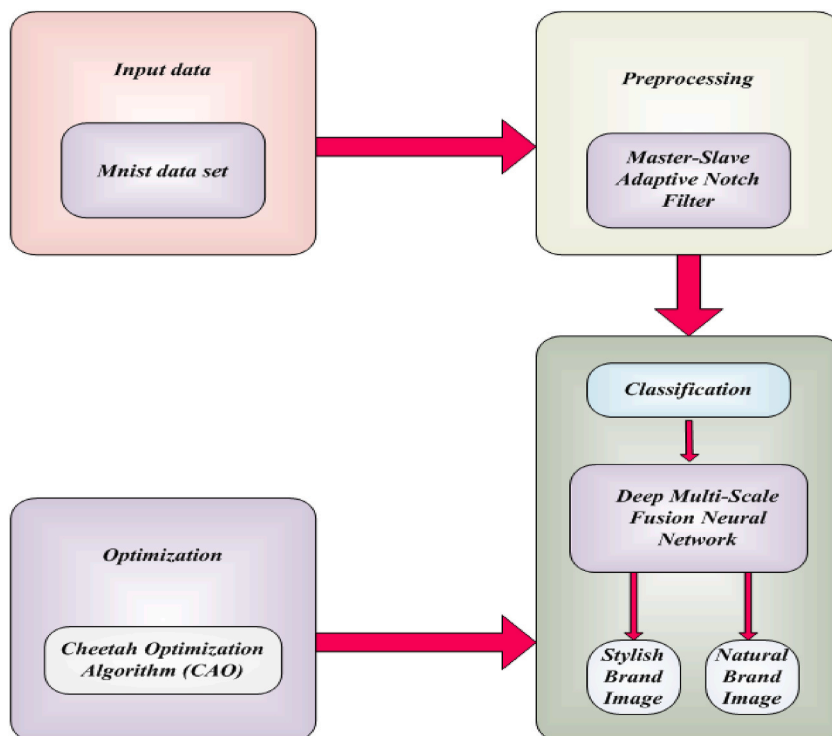 Input data
Mnist data set
Preprocessing
Master-Slave
Adaptive Notch
Filter
Classification
Deep Multi-Scale
Fusion Neural
Network
Stylish
Brand
Image
Natural
Brand
Image
Optimization
Cheetah Optimization
Algorithm (CAO)